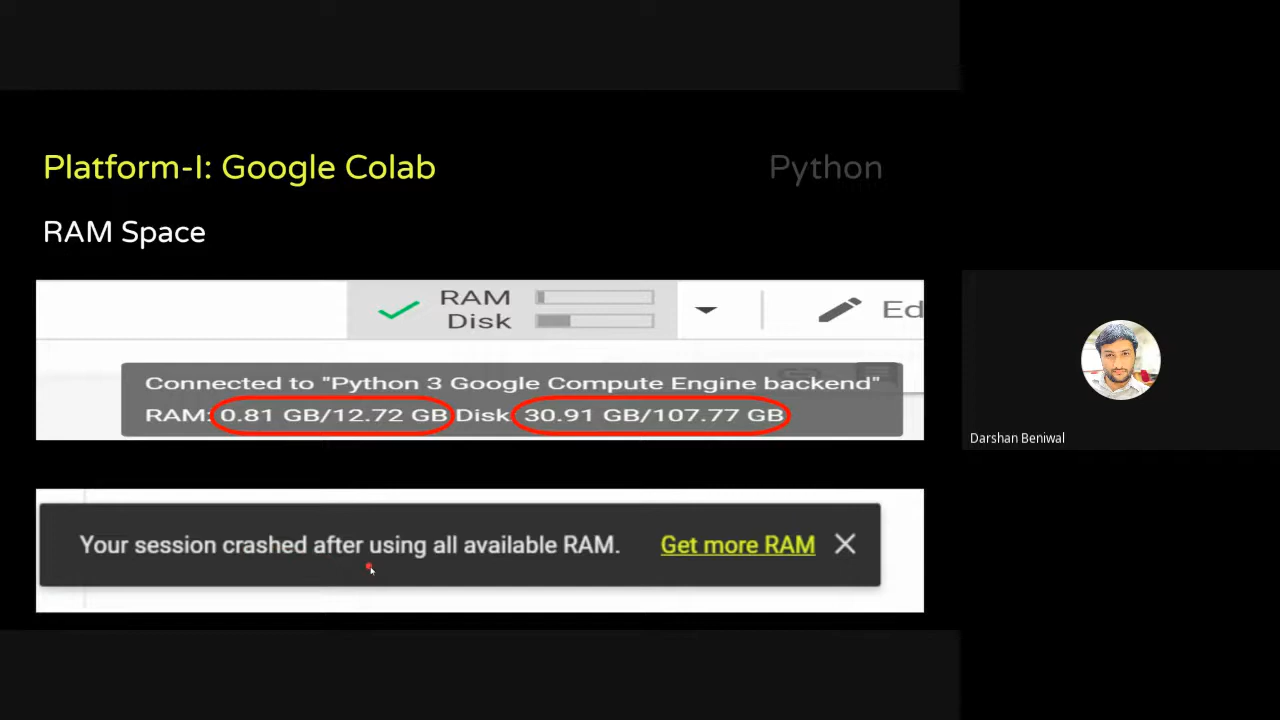 Platform-I: Google Colab
Python
RAM Space
RAM
Disk
Ed
Connected to "Python 3 Google Compute Engine backend"
RAM: 0.81 GB/12.72 GB Disk: 30.91 GB/107.77 GB
Your session crashed after using all available RAM. Get more RAM
Darshan Beniwal